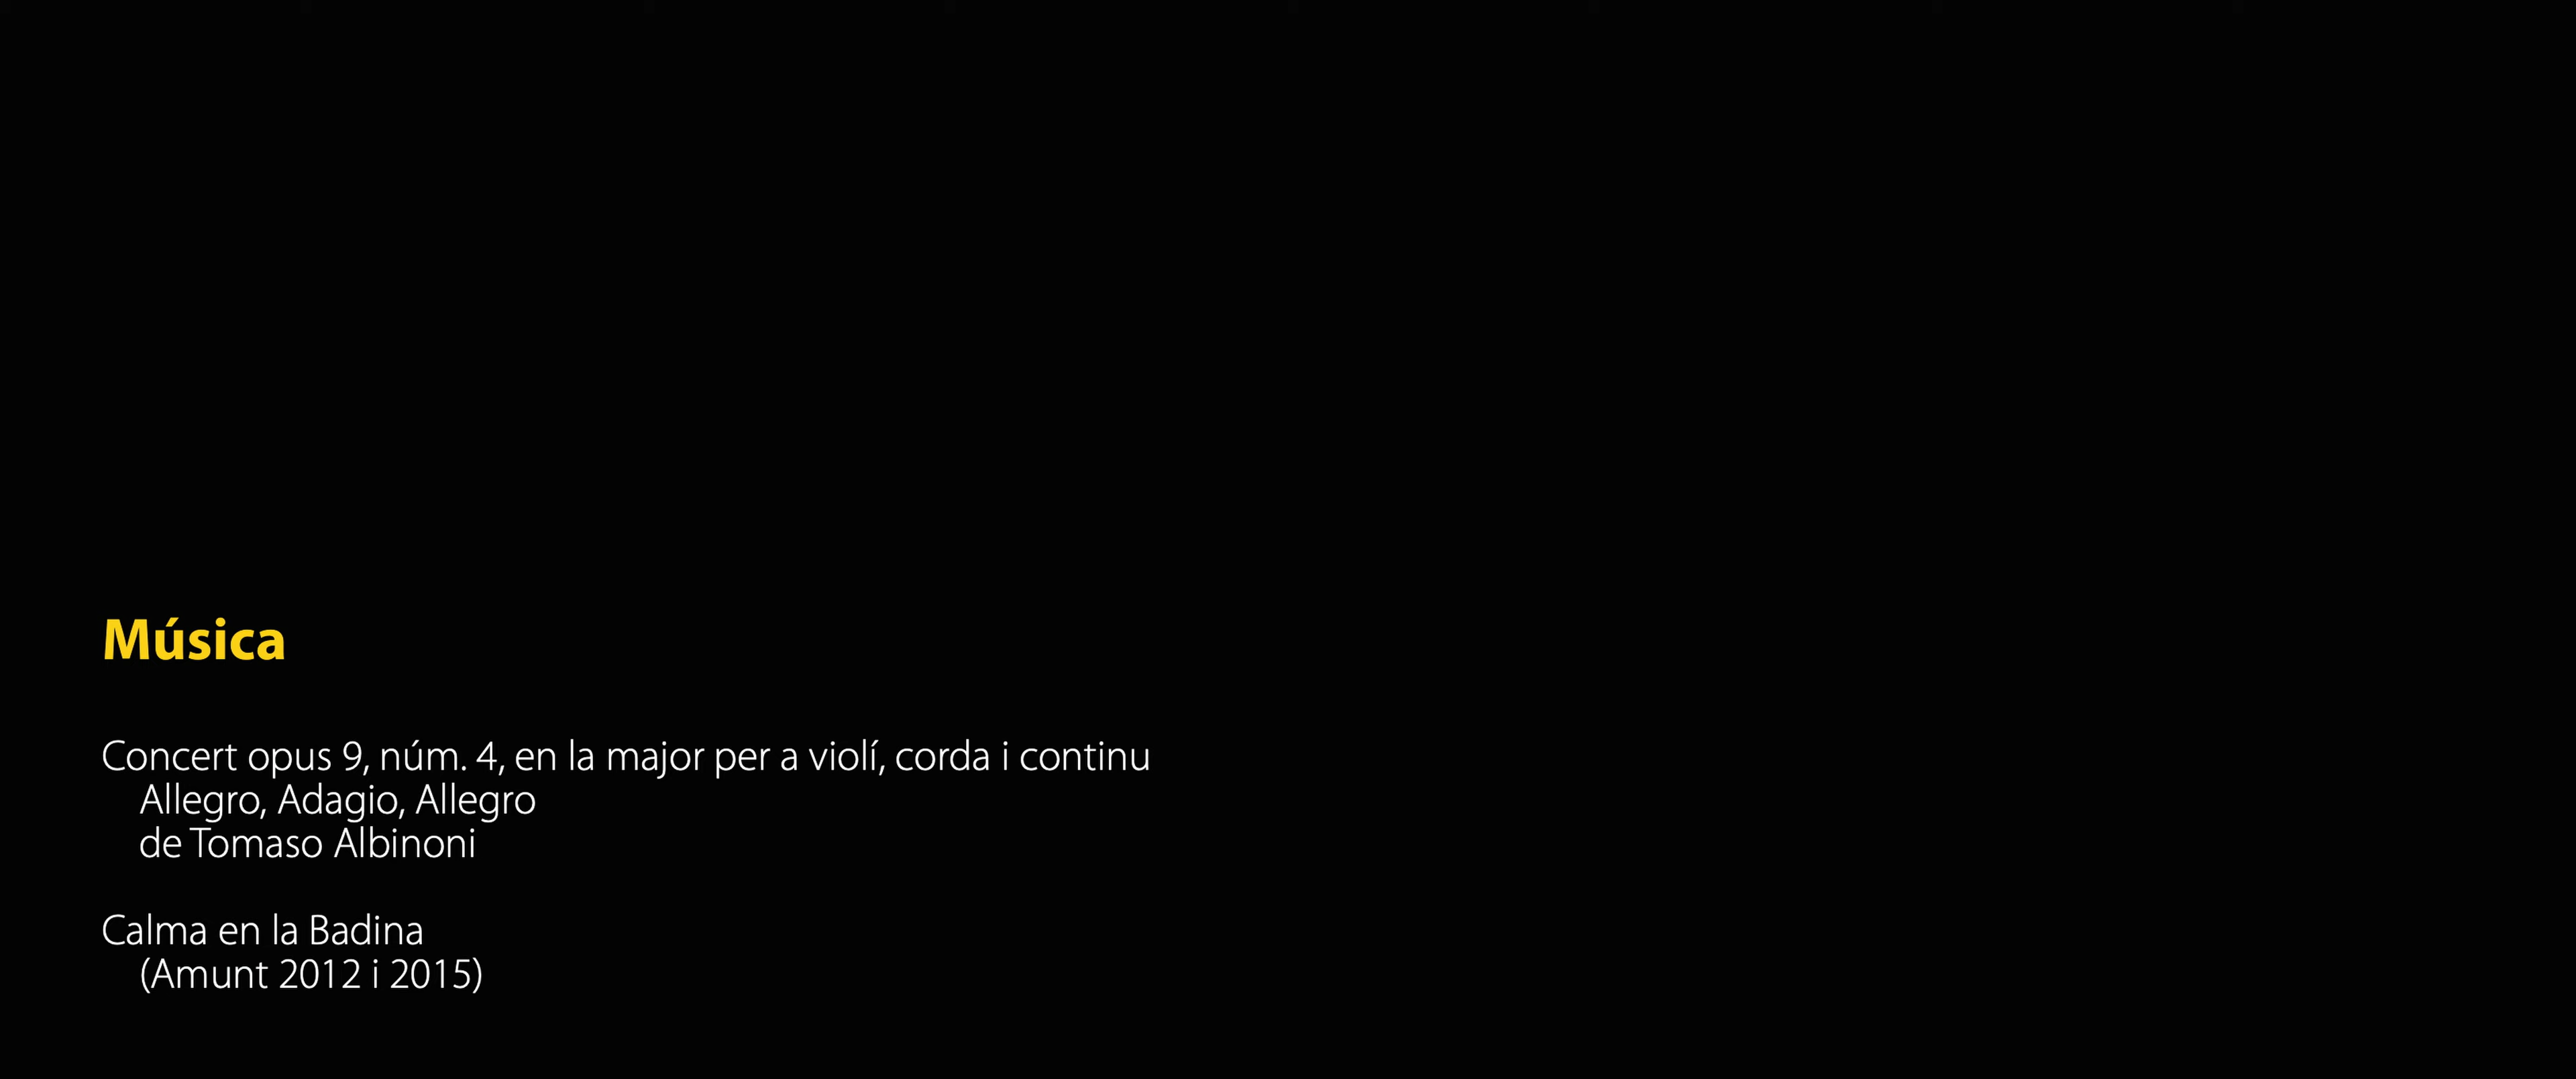 Música
Concert opus 9, núm. 4, en la major per a violí, corda i continu
Allegro, Adagio, Allegro
de Tomaso Albinoni
Calma en la Badina
(Amunt 2012 i 2015)